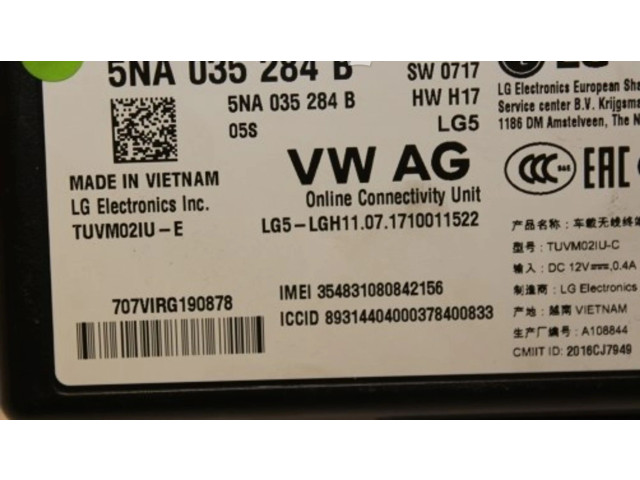 5NA 035 284 B
5NA 035 284 B
05S
SW 0717
HW H17
LG5
VW AG
Online Connectivity Unit
LG5-LGH11.07.1710011522
MADE IN VIETNAM
LG Electronics Inc.
TUVM02IU-E
707VIRG190878
IMEI 354831080842156
ICCID 89314404000378400833
LG Electronics European Sha
Service center B.V. Krijgsma
1186 DM Amstelveen, The N
CCC
EAC
产品名称: 车载无线终端
型号: TUVM02IU-C
输入: DC 12V, 0.4A
制造商: LG Electronics
产地: 越南 VIETNAM
生产厂编号: A108844
CMIIT ID: 2016CJ7949